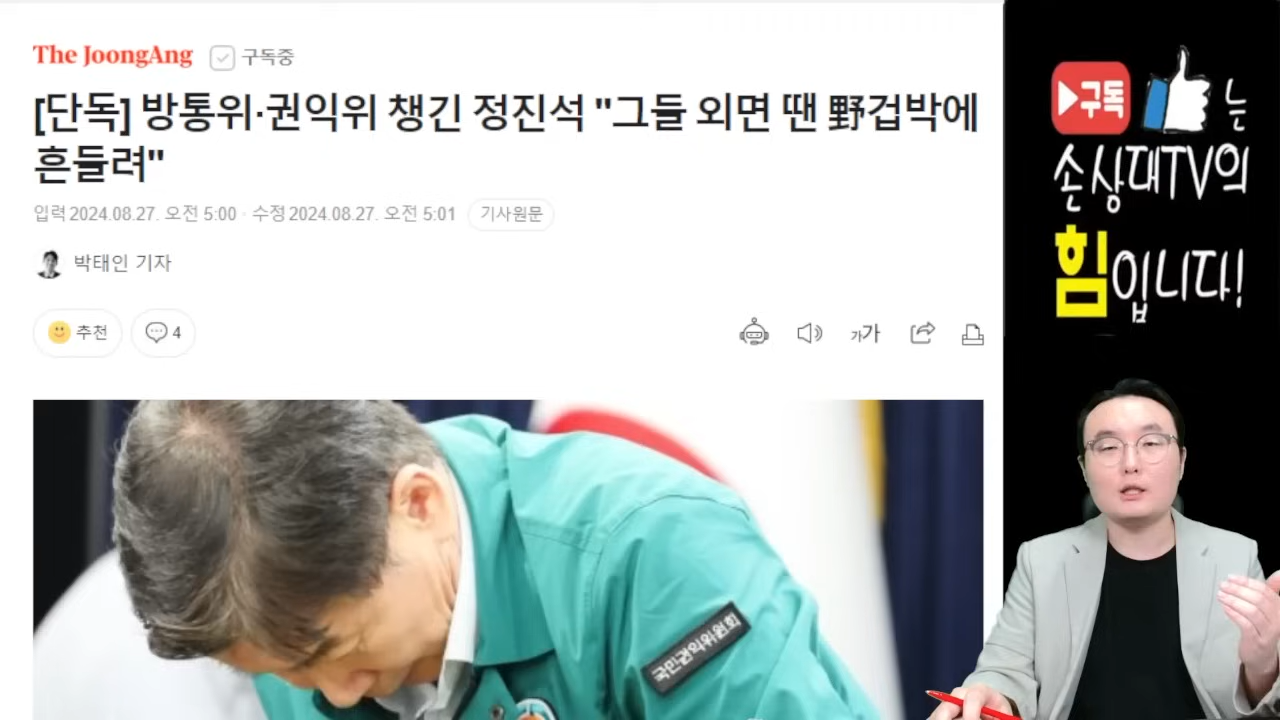 The JoongAng 구독중
[단독] 방통위·권익위 챙긴 정진석 "그들 외면 땐 野겁박에
흔들려"
입력 2024.08.27. 오전 5:00 · 수정 2024.08.27. 오전 5:01 기사원문
박태인 기자
추천 4
가가
국민권익위원회
구독 는
손상대TV의
힘입니다!